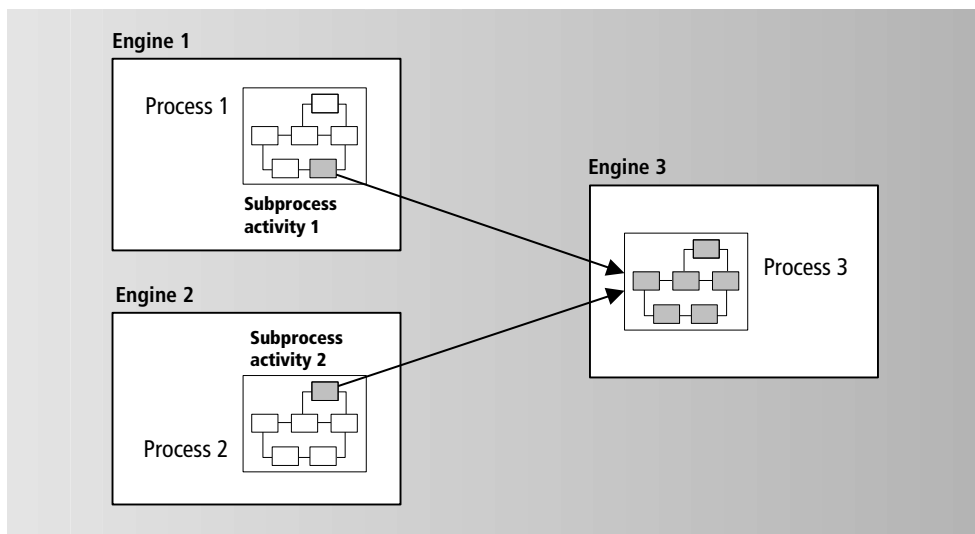 Engine 1
Process 1
Subprocess
activity 1
Engine 2
Subprocess
activity 2
Process 2
Engine 3
Process 3